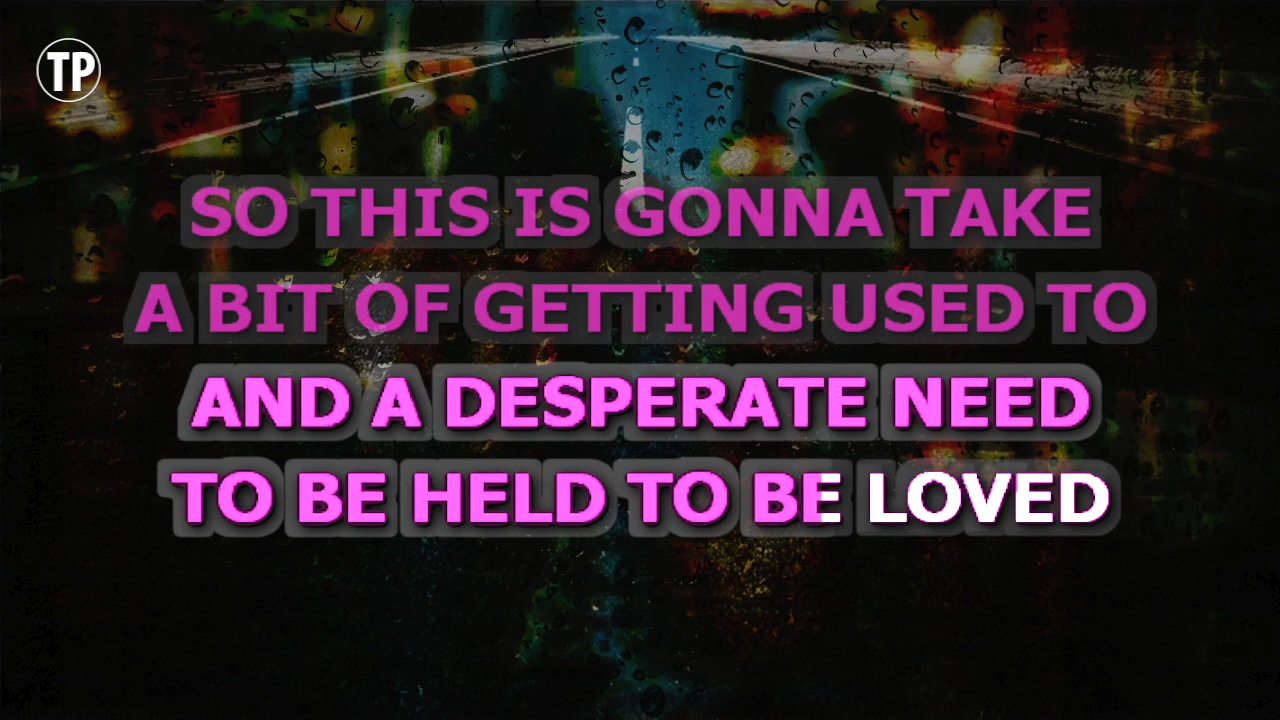 TP
SO THIS IS GONNA TAKE
A BIT OF GETTING USED TO
AND A DESPERATE NEED
TO BE HELD TO BE LOVED